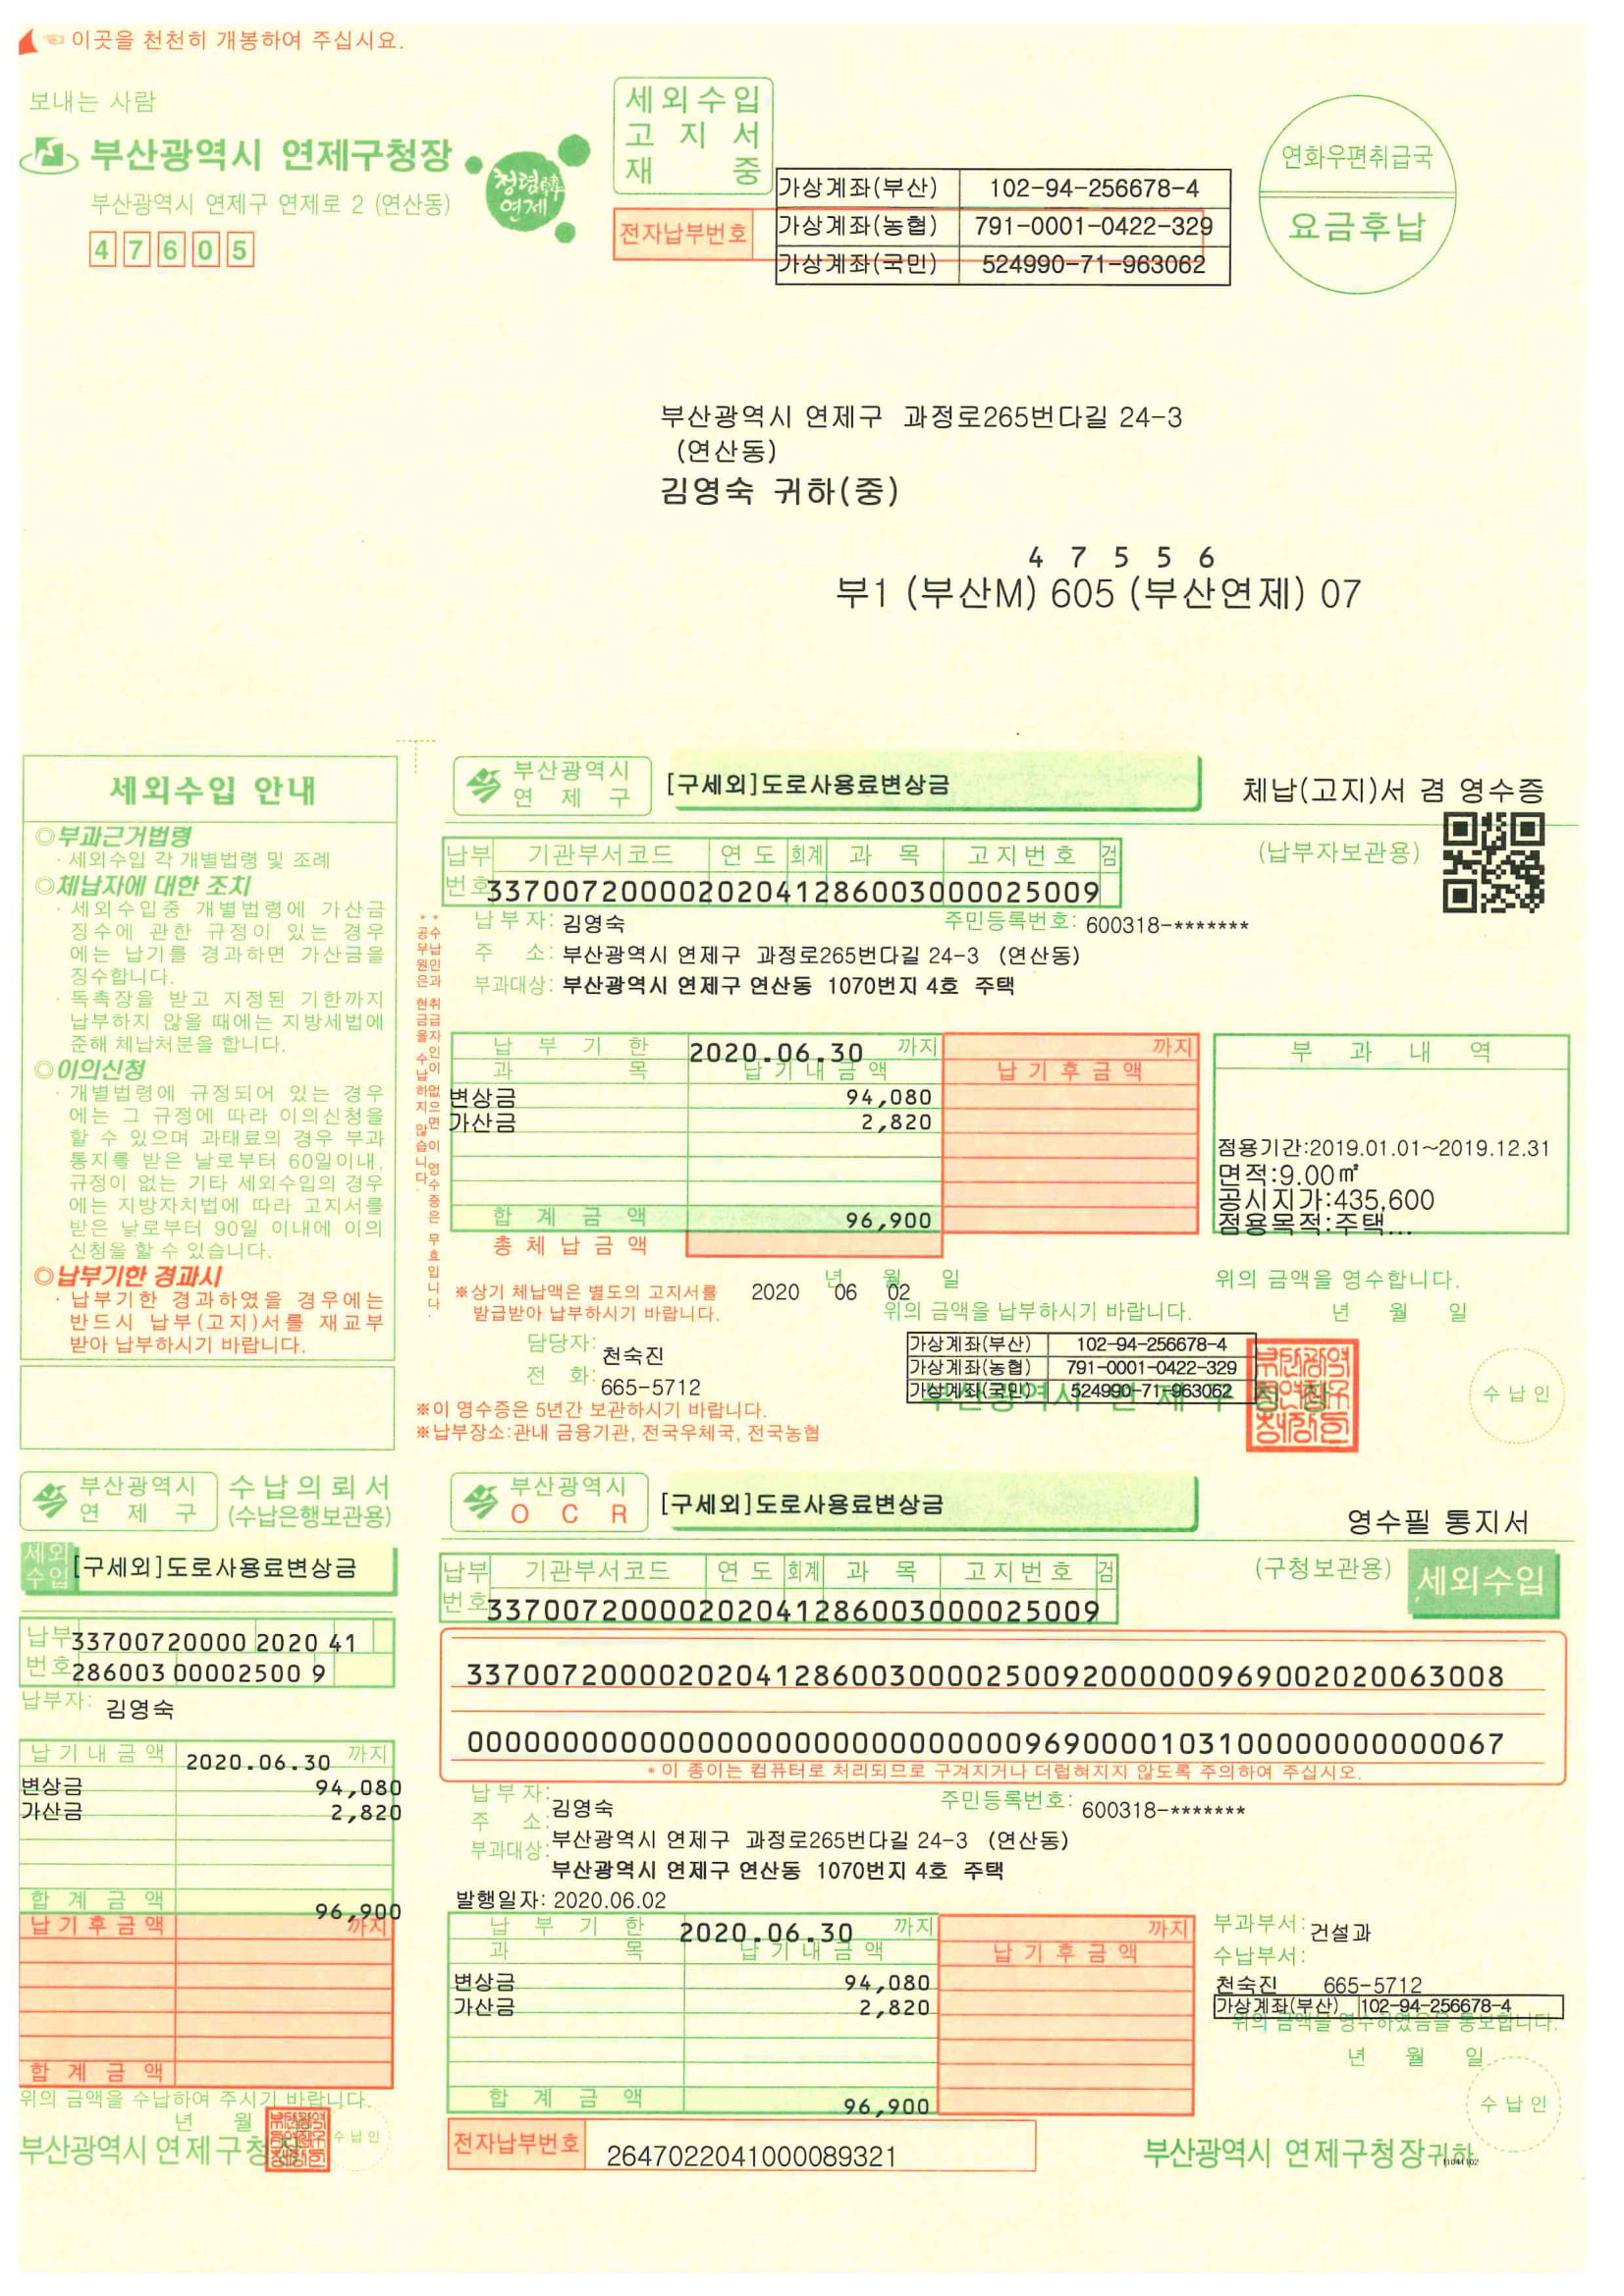 이곳을 천천히 개봉하여 주십시요.
보내는 사람
부산광역시 연제구청장
부산광역시 연제구 연제로 2 (연산동)
4 7 6 0 5
청렴
연제
세외수입
고 지 서
재 중
전자납부번호
가상계좌(부산) 102-94-256678-4
가상계좌(농협) 791-0001-0422-329
가상계좌(국민) 524990-71-963062
연화우편취급국
요금후납
부산광역시 연제구 과정로265번다길 24-3
(연산동)
김영숙 귀하(중)
4 7 5 5 6
부1 (부산M) 605 (부산연제) 07
세외수입 안내
◎부과근거법령
· 세외수입 각 개별법령 및 조례
◎체납자에 대한 조치
· 세외수입중 개별법령에 가산금
징수에 관한 규정이 있는 경우
에는 납기를 경과하면 가산금을
징수합니다.
· 독촉장을 받고 지정된 기한까지
납부하지 않을 때에는 지방세법에
준해 체납처분을 합니다.
◎이의신청
· 개별법령에 규정되어 있는 경우
에는 그 규정에 따라 이의신청을
할 수 있으며 과태료의 경우 부과
통지를 받은 날로부터 60일이내,
규정이 없는 기타 세외수입의 경우
에는 지방자치법에 따라 고지서를
받은 날로부터 90일 이내에 이의
신청을 할 수 있습니다.
◎납부기한 경과시
· 납부기한 경과하였을 경우에는
반드시 납부(고지)서를 재교부
받아 납부하시기 바랍니다.
*수납인과 취급자인이 없으면 이 영수증은 무효입니다.
*공무원은 현금을 수납하지 않습니다.
부산광역시
연 제 구
[구세외]도로사용료변상금
체납(고지)서 겸 영수증
(납부자보관용)
납부 기관부서코드 연 도 회계 과 목 고지번호 검
번호 33700720000202041286003000025009
납 부 자: 김영숙 주민등록번호: 600318-*******
주 소: 부산광역시 연제구 과정로265번다길 24-3 (연산동)
부과대상: 부산광역시 연제구 연산동 1070번지 4호 주택
납 부 기 한 2020.06.30 까지 까지
과 목 납 기 내 금 액 납 기 후 금 액
변상금 94,080
가산금 2,820
합 계 금 액 96,900
총 체 납 금 액
부 과 내 역
점용기간:2019.01.01~2019.12.31
면적:9.00㎡
공시지가:435,600
점용목적:주택...
※상기 체납액은 별도의 고지서를
발급받아 납부하시기 바랍니다.
2020 년 06 월 02 일
위의 금액을 납부하시기 바랍니다.
위의 금액을 영수합니다.
년 월 일
담당자: 천숙진
전 화: 665-5712
가상계좌(부산) 102-94-256678-4
가상계좌(농협) 791-0001-0422-329
가상계좌(국민) 524990-71-963062
부산광역시 연 제 구 청 장
수 납 인
※이 영수증은 5년간 보관하시기 바랍니다.
※납부장소:관내 금융기관, 전국우체국, 전국농협
부산광역시
연 제 구
수 납 의 뢰 서
(수납은행보관용)
세외
수입
[구세외]도로사용료변상금
납부 33700720000 2020 41
번호 286003 00002500 9
납부자: 김영숙
납 기 내 금 액 2020.06.30 까지
변상금 94,080
가산금 2,820
합 계 금 액 96,900
납 기 후 금 액 까지
합 계 금 액
위의 금액을 수납하여 주시기 바랍니다.
년 월
부산광역시 연제구청장
수 납 인
부산광역시
O C R
[구세외]도로사용료변상금
영수필 통지서
(구청보관용)
세외수입
납부 기관부서코드 연 도 회계 과 목 고지번호 검
번호 33700720000202041286003000025009
337007200002020412860030000250092000000969002020063008
000000000000000000000000000009690000103100000000000067
* 이 종이는 컴퓨터로 처리되므로 구겨지거나 더럽혀지지 않도록 주의하여 주십시오.
납 부 자: 김영숙 주민등록번호: 600318-*******
주 소: 부산광역시 연제구 과정로265번다길 24-3 (연산동)
부과대상: 부산광역시 연제구 연산동 1070번지 4호 주택
발행일자: 2020.06.02
납 부 기 한 2020.06.30 까지 까지
과 목 납 기 내 금 액 납 기 후 금 액
변상금 94,080
가산금 2,820
합 계 금 액 96,900
부과부서: 건설과
수납부서:
천숙진 665-5712
가상계좌(부산) 102-94-256678-4
위의 금액을 영수하였음을 통보합니다.
년 월 일
수 납 인
전자납부번호 2647022041000089321
부산광역시 연제구청장귀하
11041102